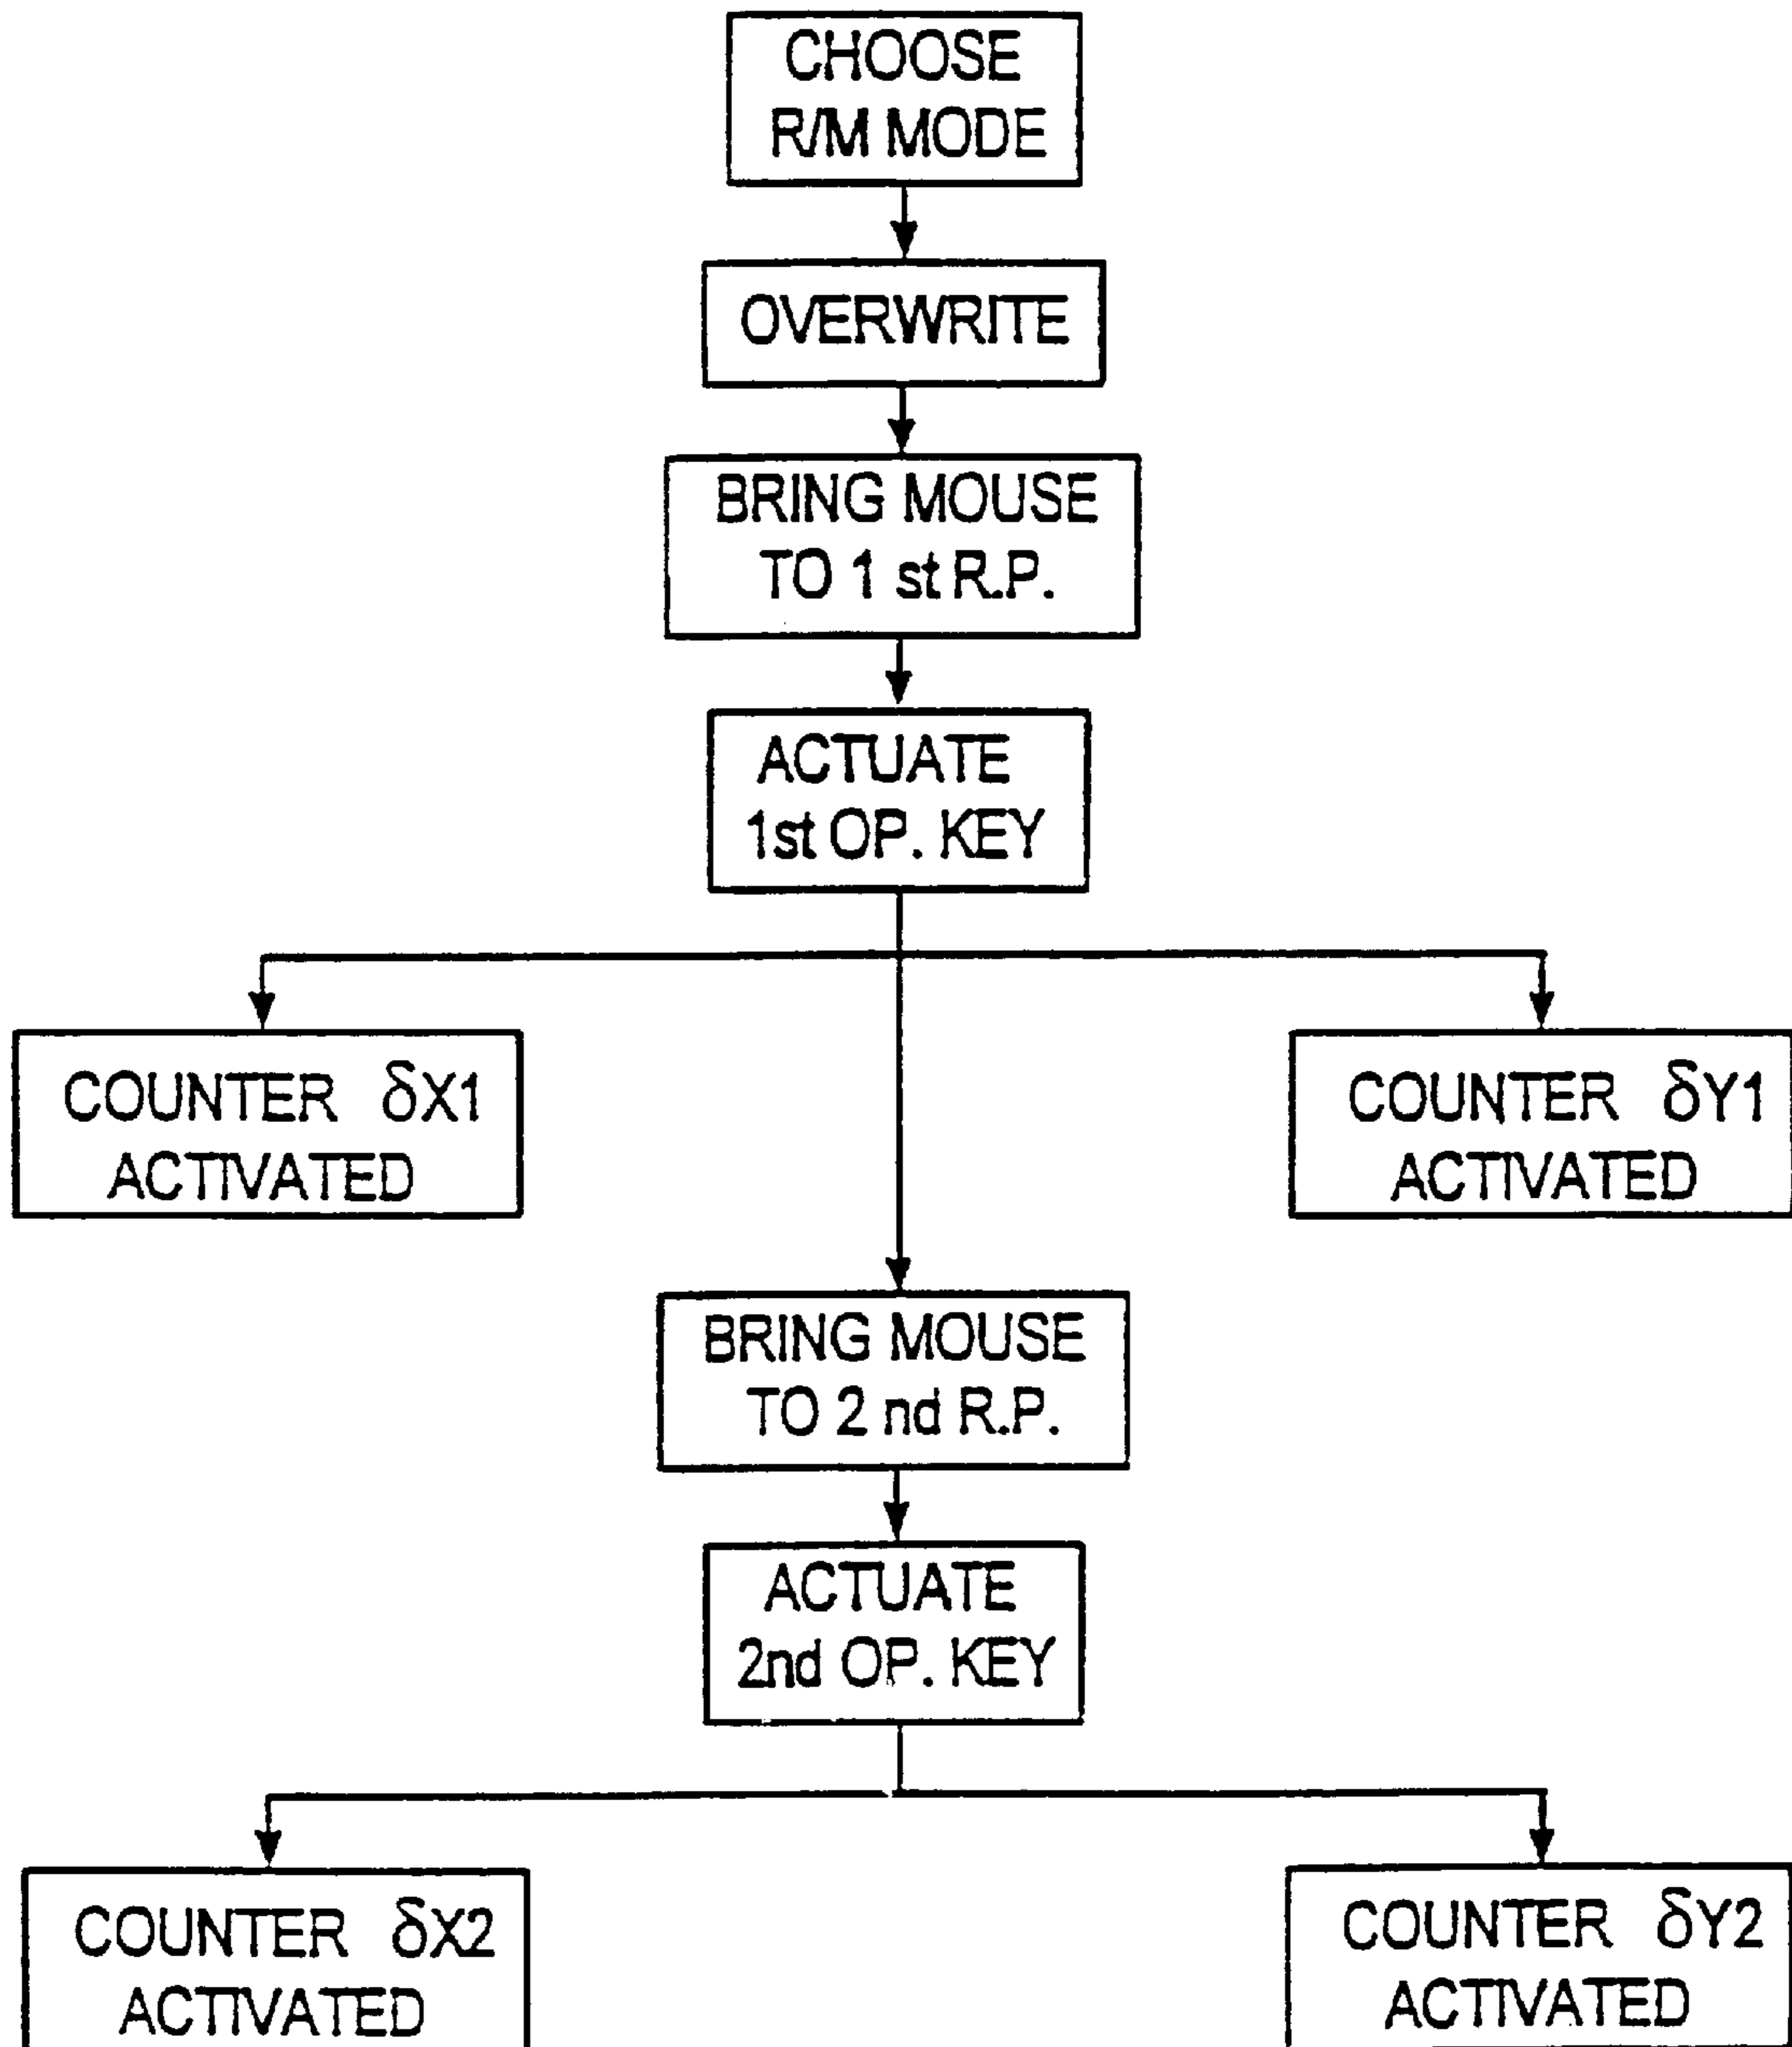 CHOOSE
R/M MODE
OVERWRITE
BRING MOUSE
TO 1 st R.P.
ACTUATE
1st OP. KEY
COUNTER δX1
ACTIVATED
COUNTER δY1
ACTIVATED
BRING MOUSE
TO 2 nd R.P.
ACTUATE
2nd OP. KEY
COUNTER δX2
ACTIVATED
COUNTER δY2
ACTIVATED